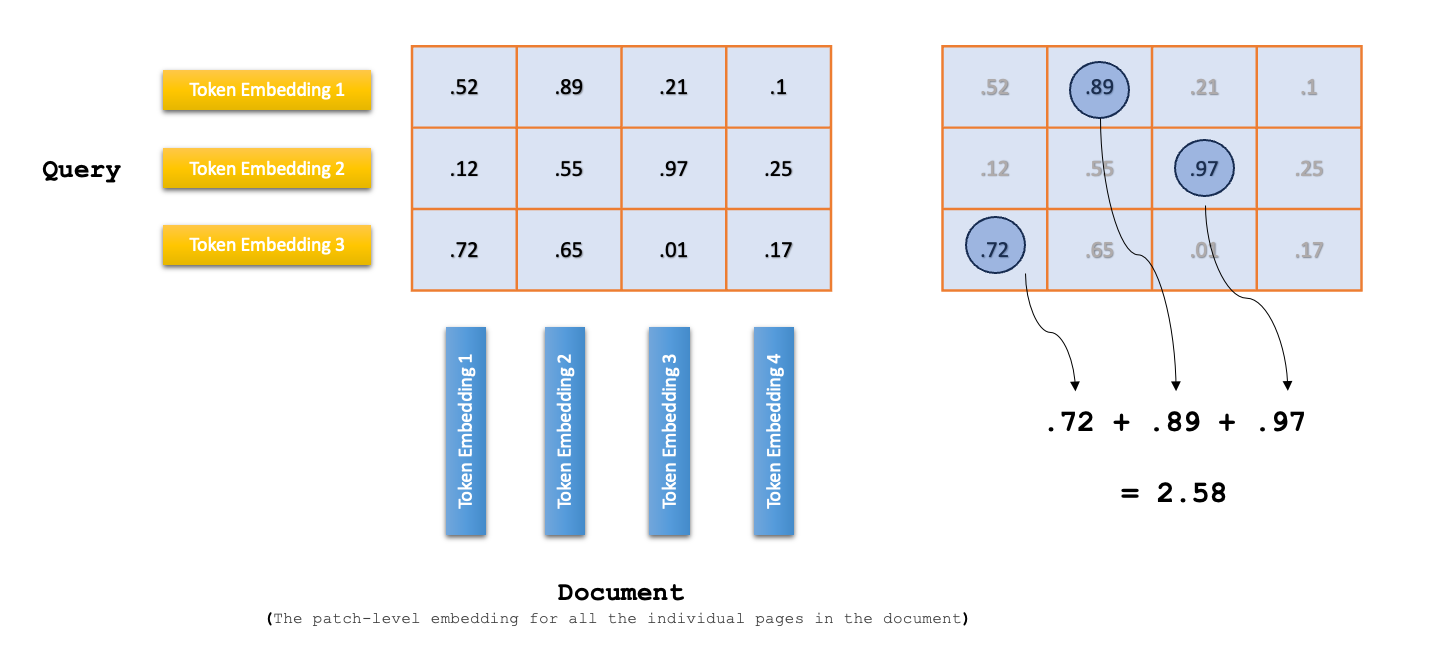 Token Embedding 1 .52 .89 .21 .1
Query Token Embedding 2 .12 .55 .97 .25
Token Embedding 3 .72 .65 .01 .17
Token Embedding 1
Token Embedding 2
Token Embedding 3
Token Embedding 4
Document
(The patch-level embedding for all the individual pages in the document)
.52 .89 .21 .1
.12 .55 .97 .25
.72 .65 .01 .17
.72 + .89 + .97
= 2.58